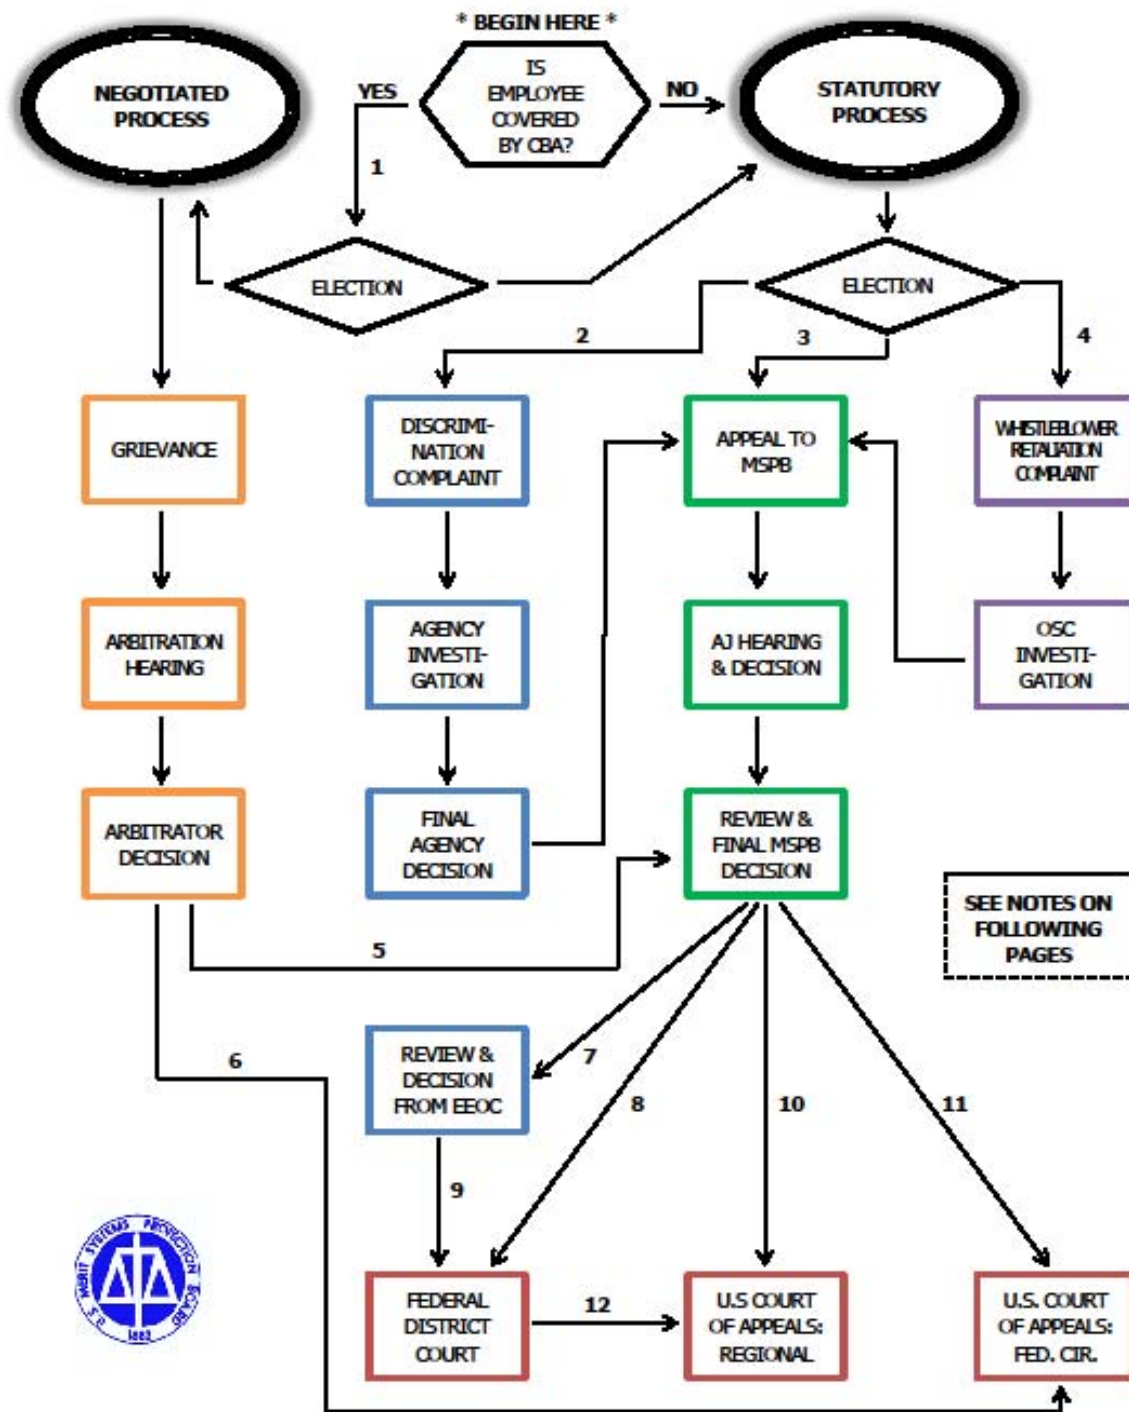 * BEGIN HERE *
NEGOTIATED
PROCESS
YES
IS
EMPLOYEE
COVERED
BY CBA?
NO
STATUTORY
PROCESS
1
ELECTION
ELECTION
2
3
4
GRIEVANCE
DISCRIMI-
NATION
COMPLAINT
APPEAL TO
MSPB
WHISTLEBLOWER
RETALIATION
COMPLAINT
ARBITRATION
HEARING
AGENCY
INVESTI-
GATION
AJ HEARING
& DECISION
OSC
INVESTI-
GATION
ARBITRATOR
DECISION
FINAL
AGENCY
DECISION
REVIEW &
FINAL MSPB
DECISION
SEE NOTES ON
FOLLOWING
PAGES
5
6
REVIEW &
DECISION
FROM EEOC
7
8
10
11
9
U.S. MERIT SYSTEMS PROTECTION BOARD
FEDERAL
DISTRICT
COURT
12
U.S COURT
OF APPEALS:
REGIONAL
U.S. COURT
OF APPEALS:
FED. CIR.